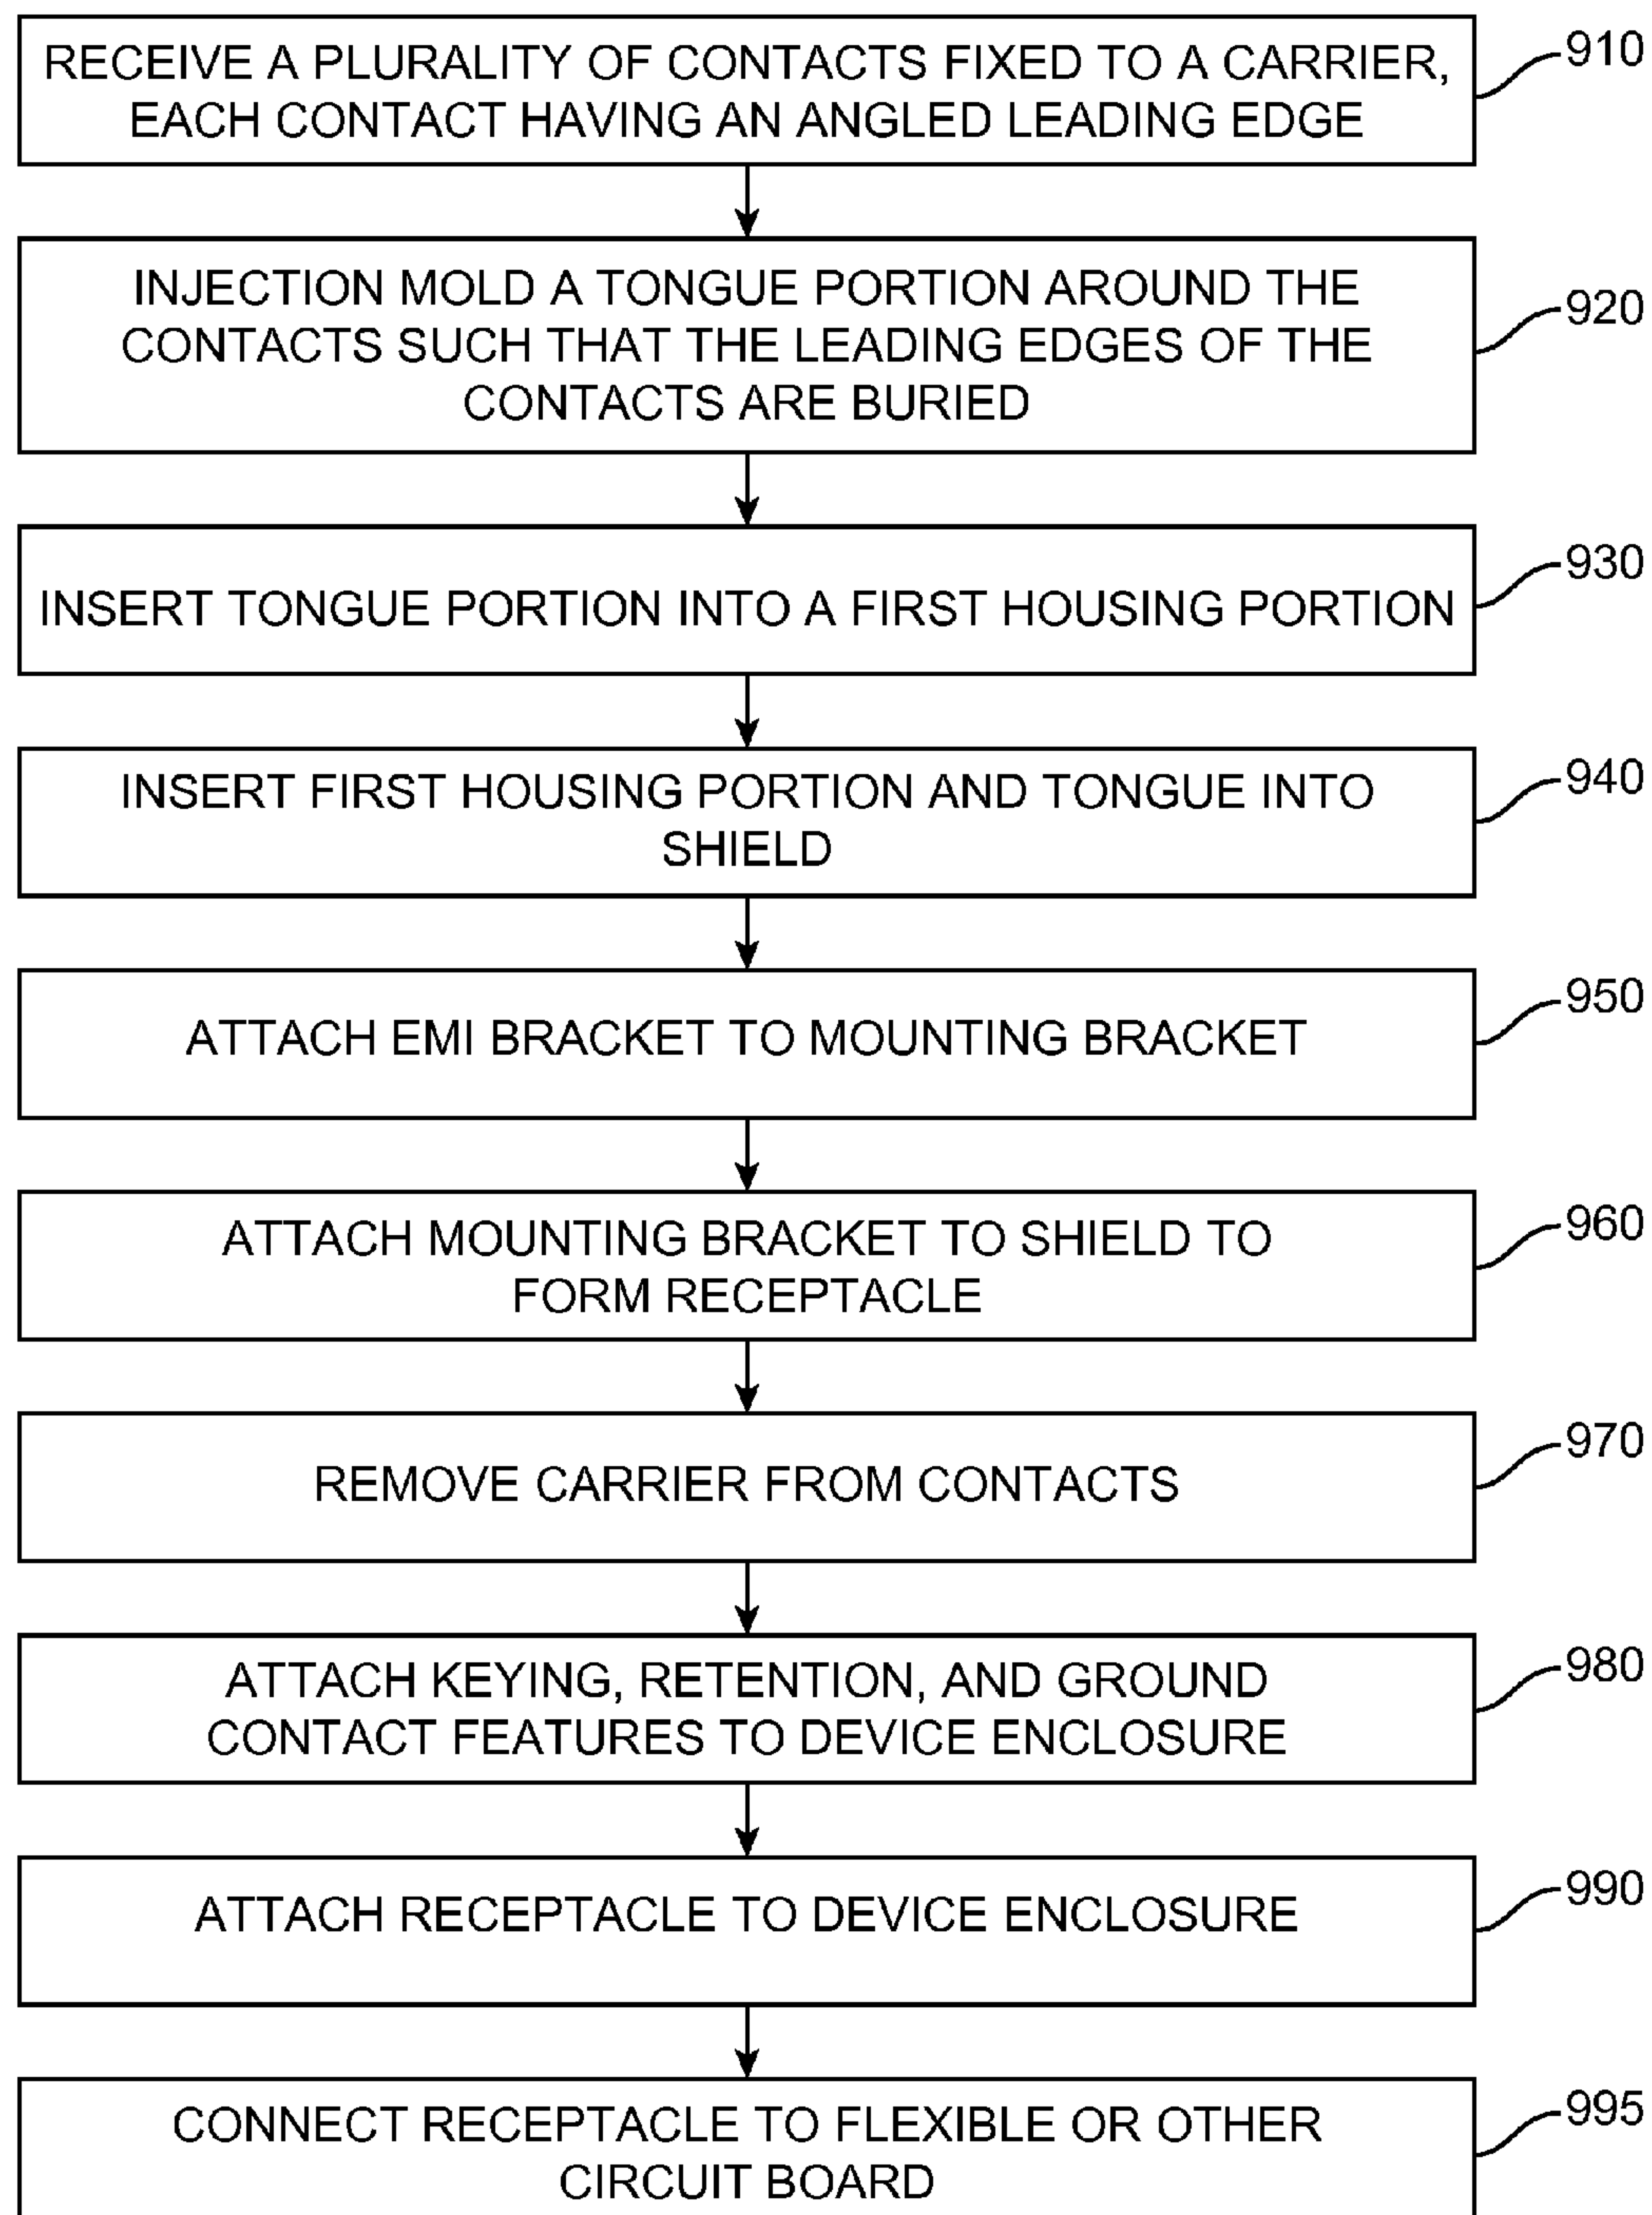 RECEIVE A PLURALITY OF CONTACTS FIXED TO A CARRIER,
EACH CONTACT HAVING AN ANGLED LEADING EDGE
910
INJECTION MOLD A TONGUE PORTION AROUND THE
CONTACTS SUCH THAT THE LEADING EDGES OF THE
CONTACTS ARE BURIED
920
INSERT TONGUE PORTION INTO A FIRST HOUSING PORTION
930
INSERT FIRST HOUSING PORTION AND TONGUE INTO
SHIELD
940
ATTACH EMI BRACKET TO MOUNTING BRACKET
950
ATTACH MOUNTING BRACKET TO SHIELD TO
FORM RECEPTACLE
960
REMOVE CARRIER FROM CONTACTS
970
ATTACH KEYING, RETENTION, AND GROUND
CONTACT FEATURES TO DEVICE ENCLOSURE
980
ATTACH RECEPTACLE TO DEVICE ENCLOSURE
990
CONNECT RECEPTACLE TO FLEXIBLE OR OTHER
CIRCUIT BOARD
995